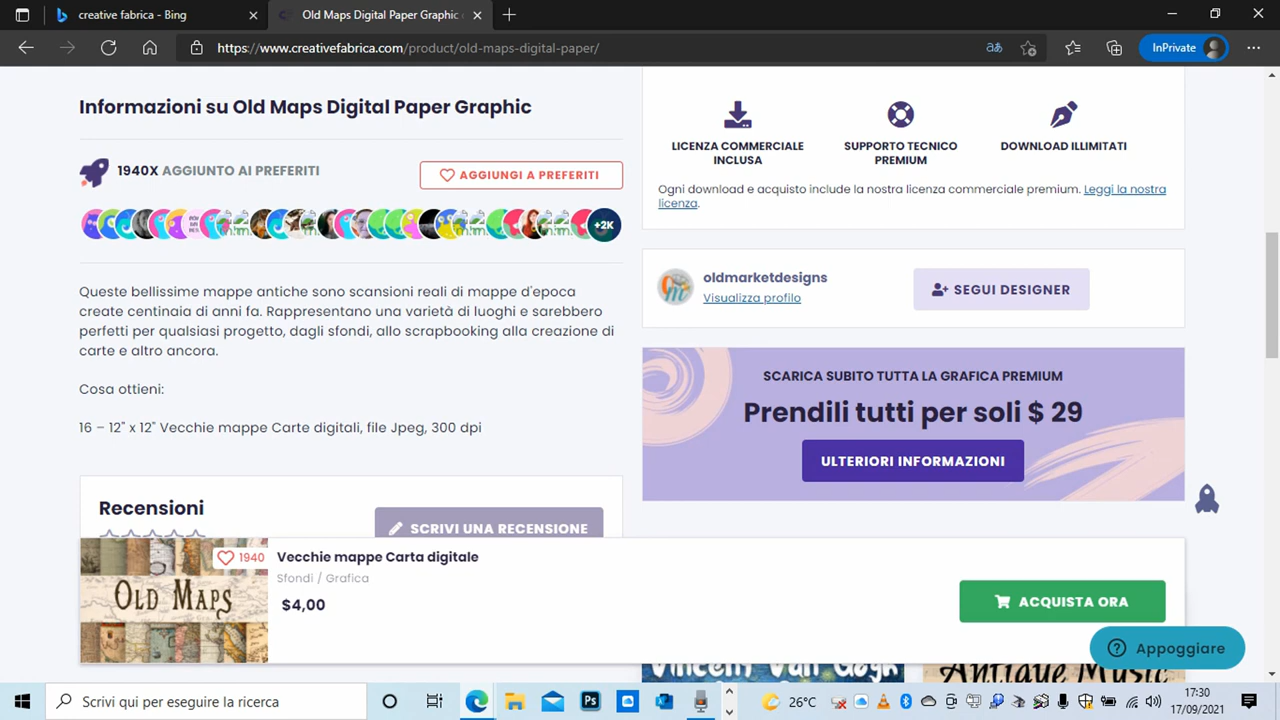 creative fabrica - Bing
Old Maps Digital Paper Graphic
https://www.creativefabrica.com/product/old-maps-digital-paper/
InPrivate
Informazioni su Old Maps Digital Paper Graphic
1940X AGGIUNTO AI PREFERITI
AGGIUNGI A PREFERITI
+2K
Queste bellissime mappe antiche sono scansioni reali di mappe d'epoca
create centinaia di anni fa. Rappresentano una varietà di luoghi e sarebbero
perfetti per qualsiasi progetto, dagli sfondi, allo scrapbooking alla creazione di
carte e altro ancora.
Cosa ottieni:
16 – 12" x 12" Vecchie mappe Carte digitali, file Jpeg, 300 dpi
Recensioni
SCRIVI UNA RECENSIONE
LICENZA COMMERCIALE
INCLUSA
SUPPORTO TECNICO
PREMIUM
DOWNLOAD ILLIMITATI
Ogni download e acquisto include la nostra licenza commerciale premium. Leggi la nostra
licenza.
oldmarketdesigns
Visualizza profilo
SEGUI DESIGNER
SCARICA SUBITO TUTTA LA GRAFICA PREMIUM
Prendili tutti per soli $ 29
ULTERIORI INFORMAZIONI
1940
OLD MAPS
Vecchie mappe Carta digitale
Sfondi / Grafica
$4,00
ACQUISTA ORA
Appoggiare
Vincent Van Gogh
Antique Music
Scrivi qui per eseguire la ricerca
Ps
26°C
17:30
17/09/2021